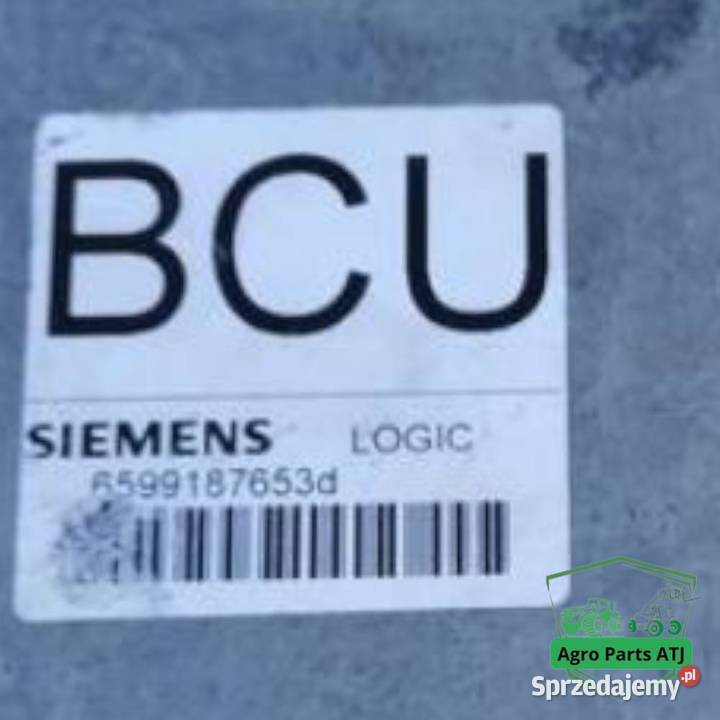 BCU
SIEMENS LOGIC
6599187653d
Agro Parts ATJ
Sprzedajemy.pl